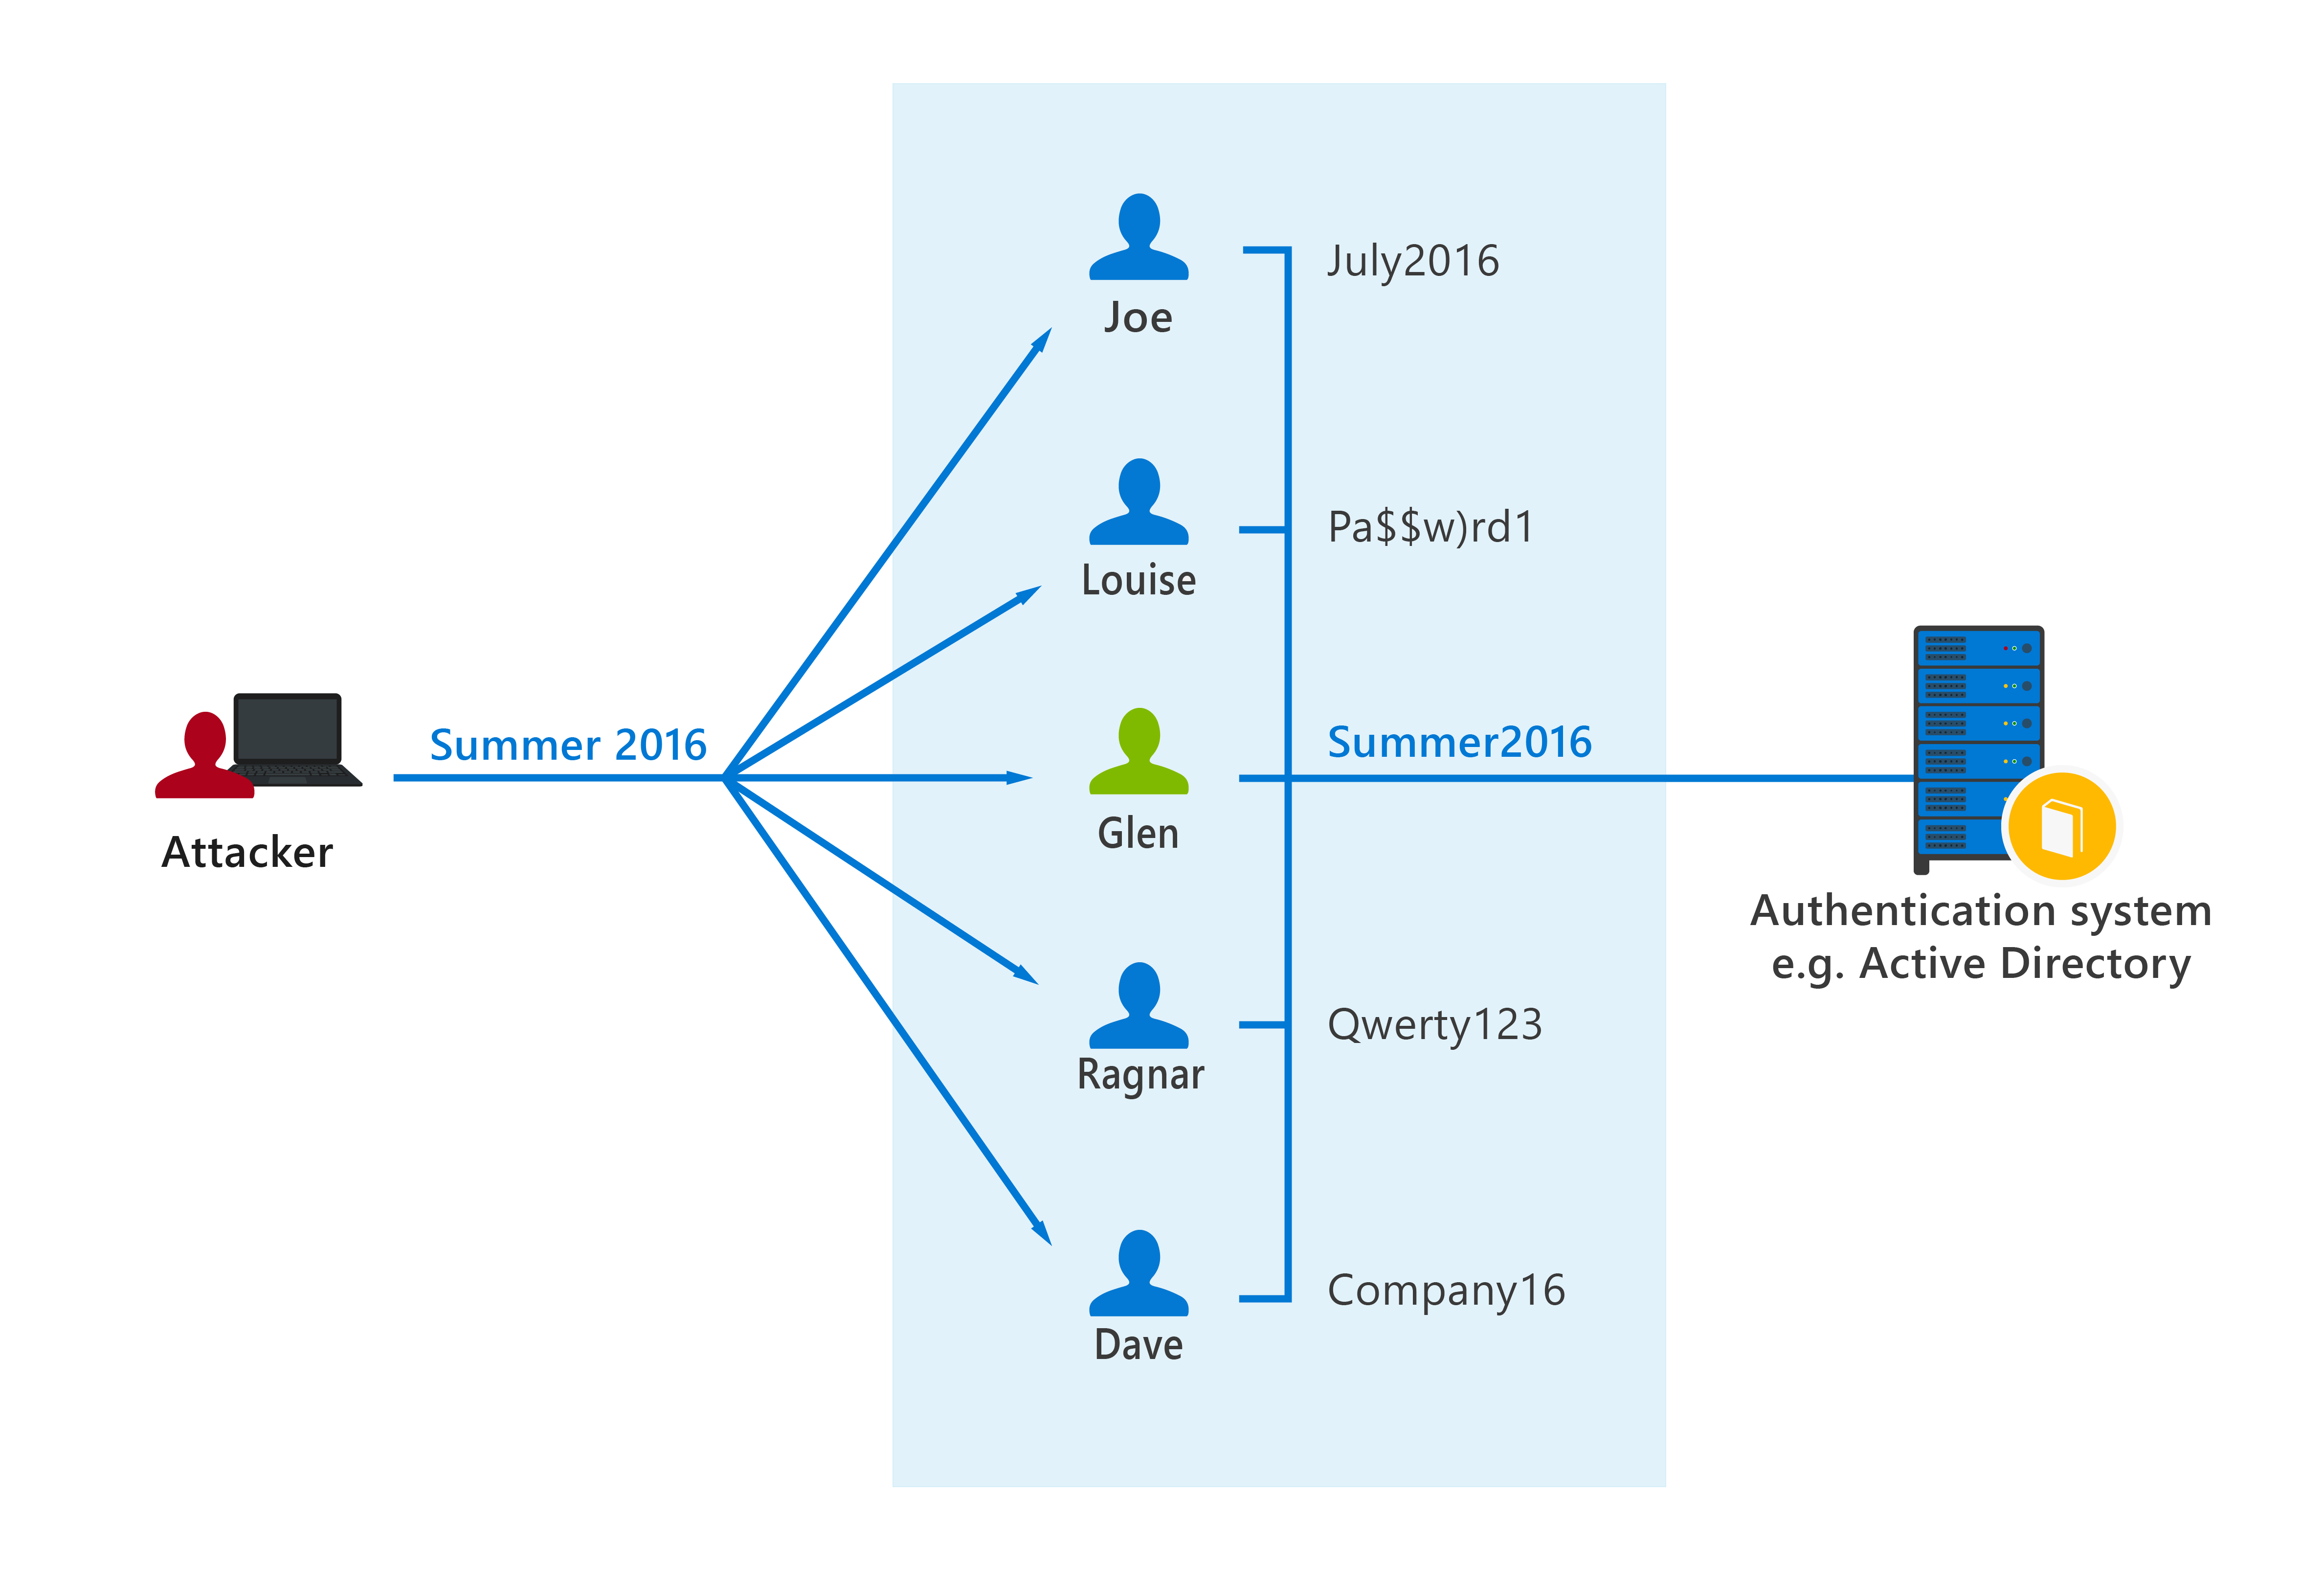 July2016
Joe
Pa$$w)rd1
Louise
Summer 2016
Summer2016
Attacker
Glen
Authentication system
e.g. Active Directory
Qwerty123
Ragnar
Company16
Dave